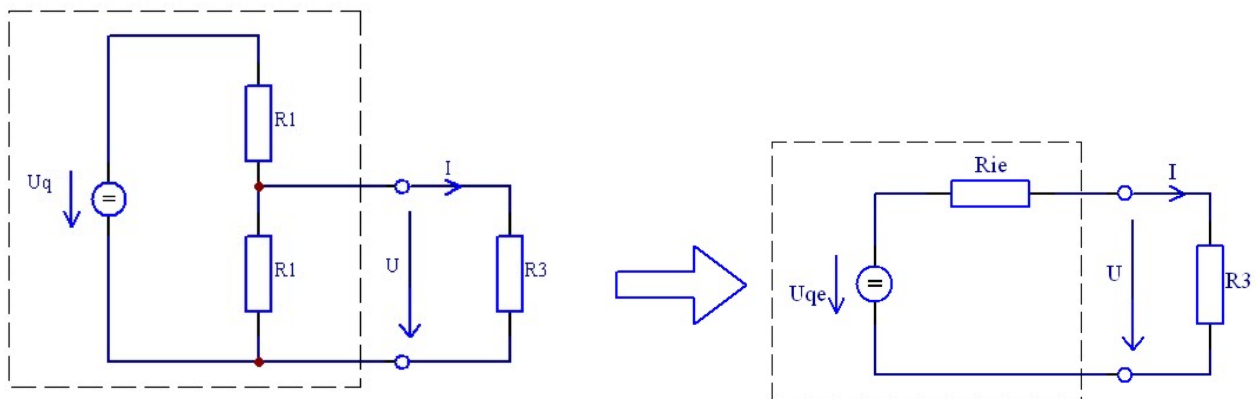 R1
Uq
=
I
R1
U
R3
Rie
I
Uqe
=
U
R3